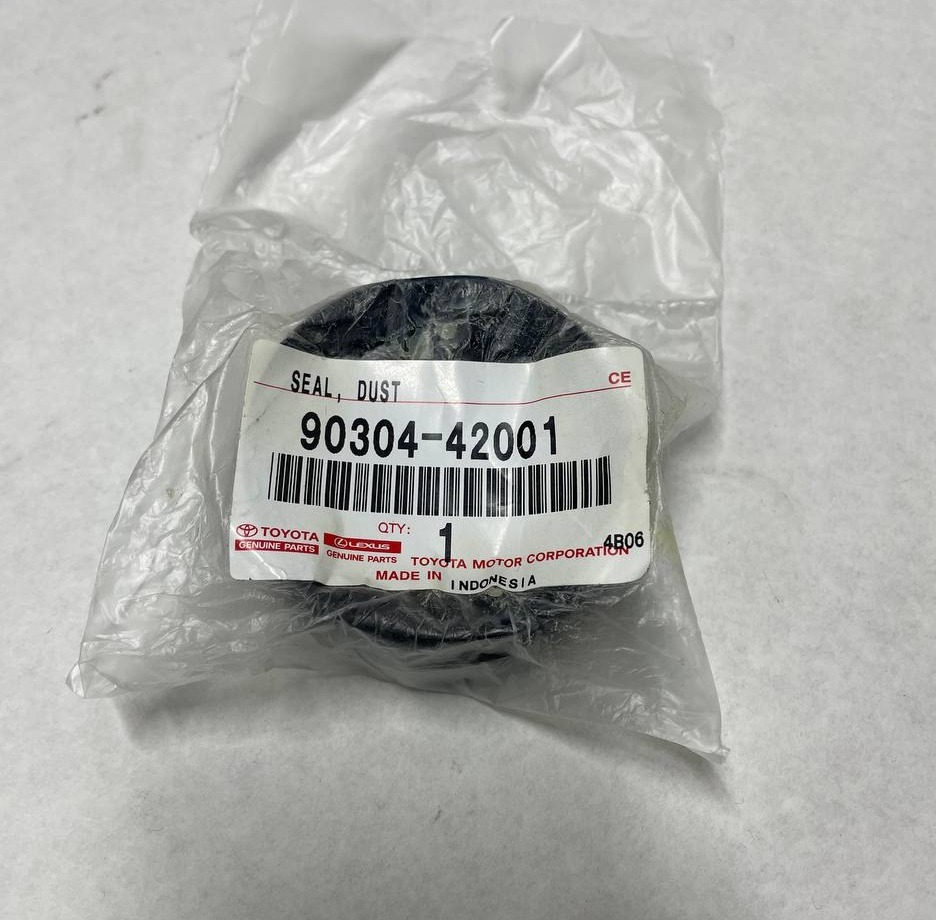 SEAL, DUST
CE
90304-42001
QTY: 1
4B06
TOYOTA
GENUINE PARTS
LEXUS
GENUINE PARTS
TOYOTA MOTOR CORPORATION
MADE IN INDONESIA